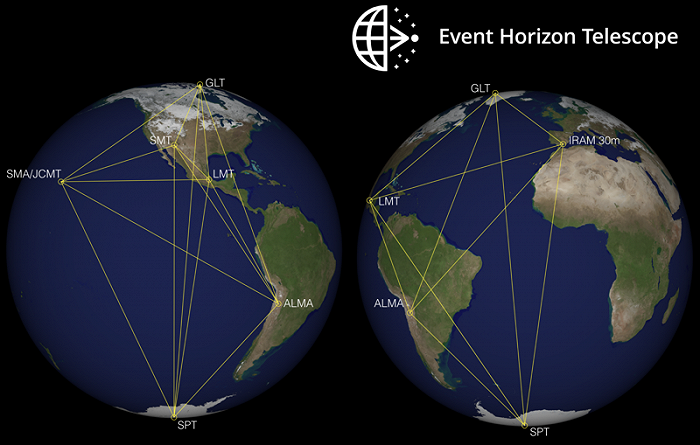 Event Horizon Telescope
GLT
SMT
SMA/JCMT
LMT
ALMA
SPT
GLT
IRAM 30m
LMT
ALMA
SPT